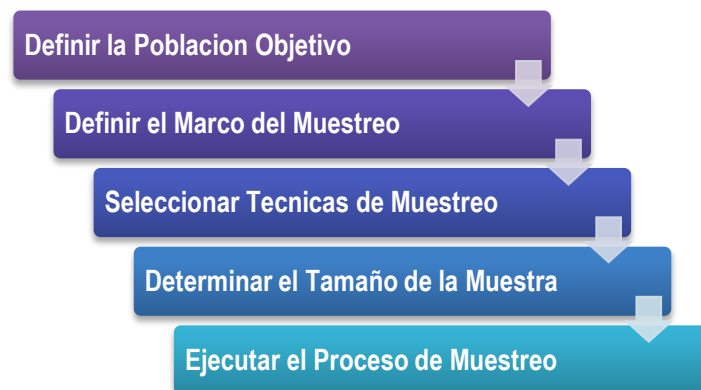 Definir la Poblacion Objetivo
Definir el Marco del Muestreo
Seleccionar Tecnicas de Muestreo
Determinar el Tamaño de la Muestra
Ejecutar el Proceso de Muestreo